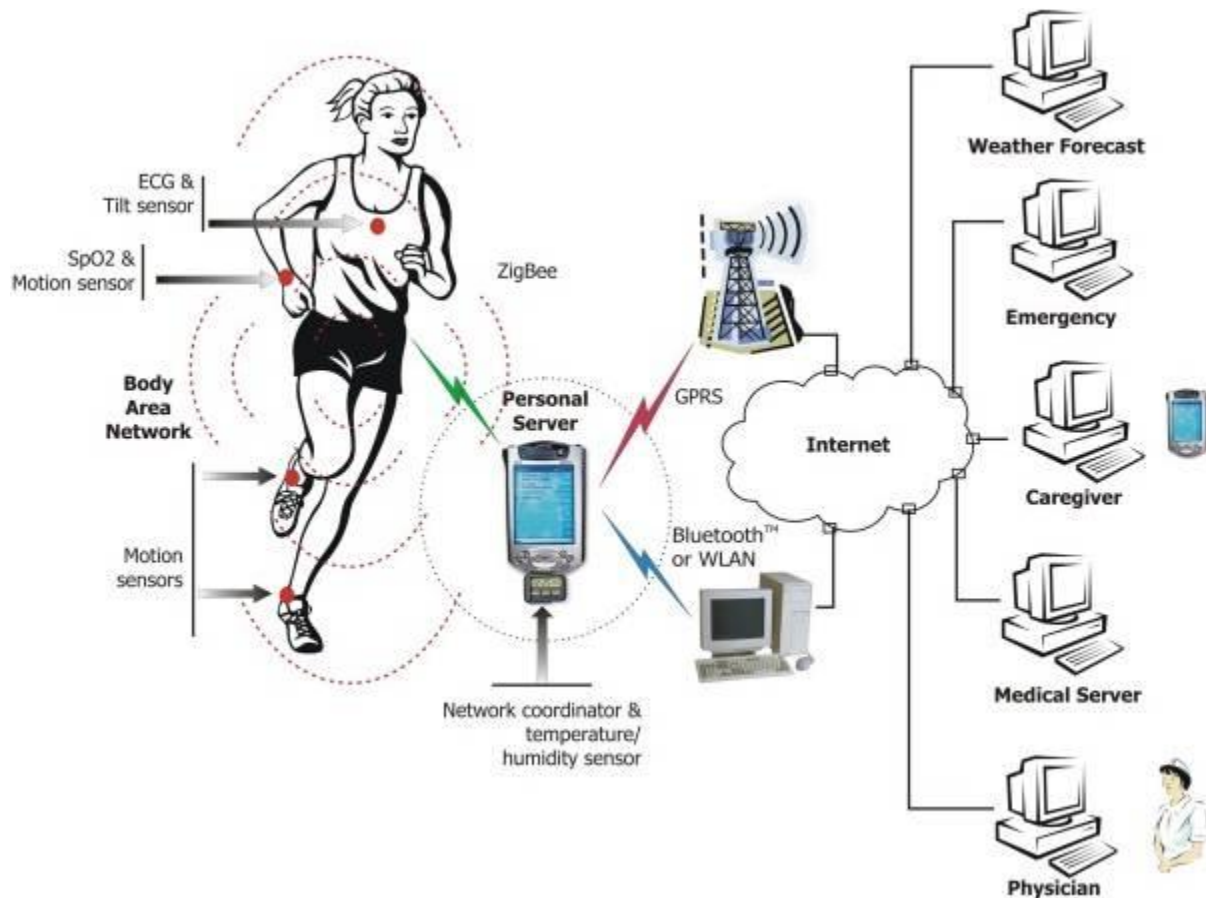 ECG &
Tilt sensor
SpO2 &
Motion sensor
Body
Area
Network
Motion
sensors
ZigBee
Personal
Server
Network coordinator &
temperature/
humidity sensor
GPRS
Bluetooth™
or WLAN
Internet
Weather Forecast
Emergency
Caregiver
Medical Server
Physician